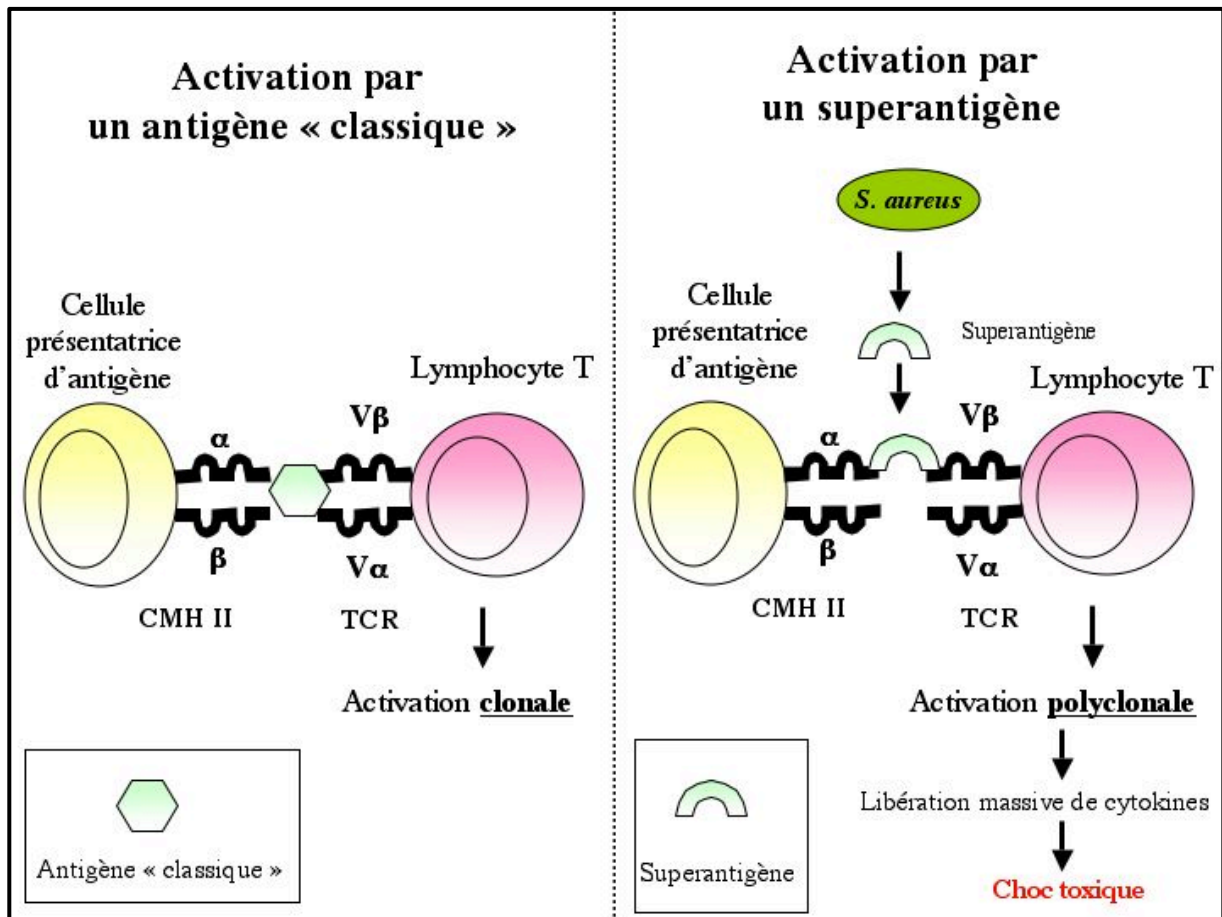 Activation par
un antigène « classique »
Cellule
présentatrice
d'antigène
Lymphocyte T
α
Vβ
β
Vα
CMH II
TCR
Activation clonale
Antigène « classique »
Activation par
un superantigène
S. aureus
Superantigène
Cellule
présentatrice
d'antigène
Lymphocyte T
α
Vβ
β
Vα
CMH II
TCR
Activation polyclonale
Libération massive de cytokines
Choc toxique
Superantigène